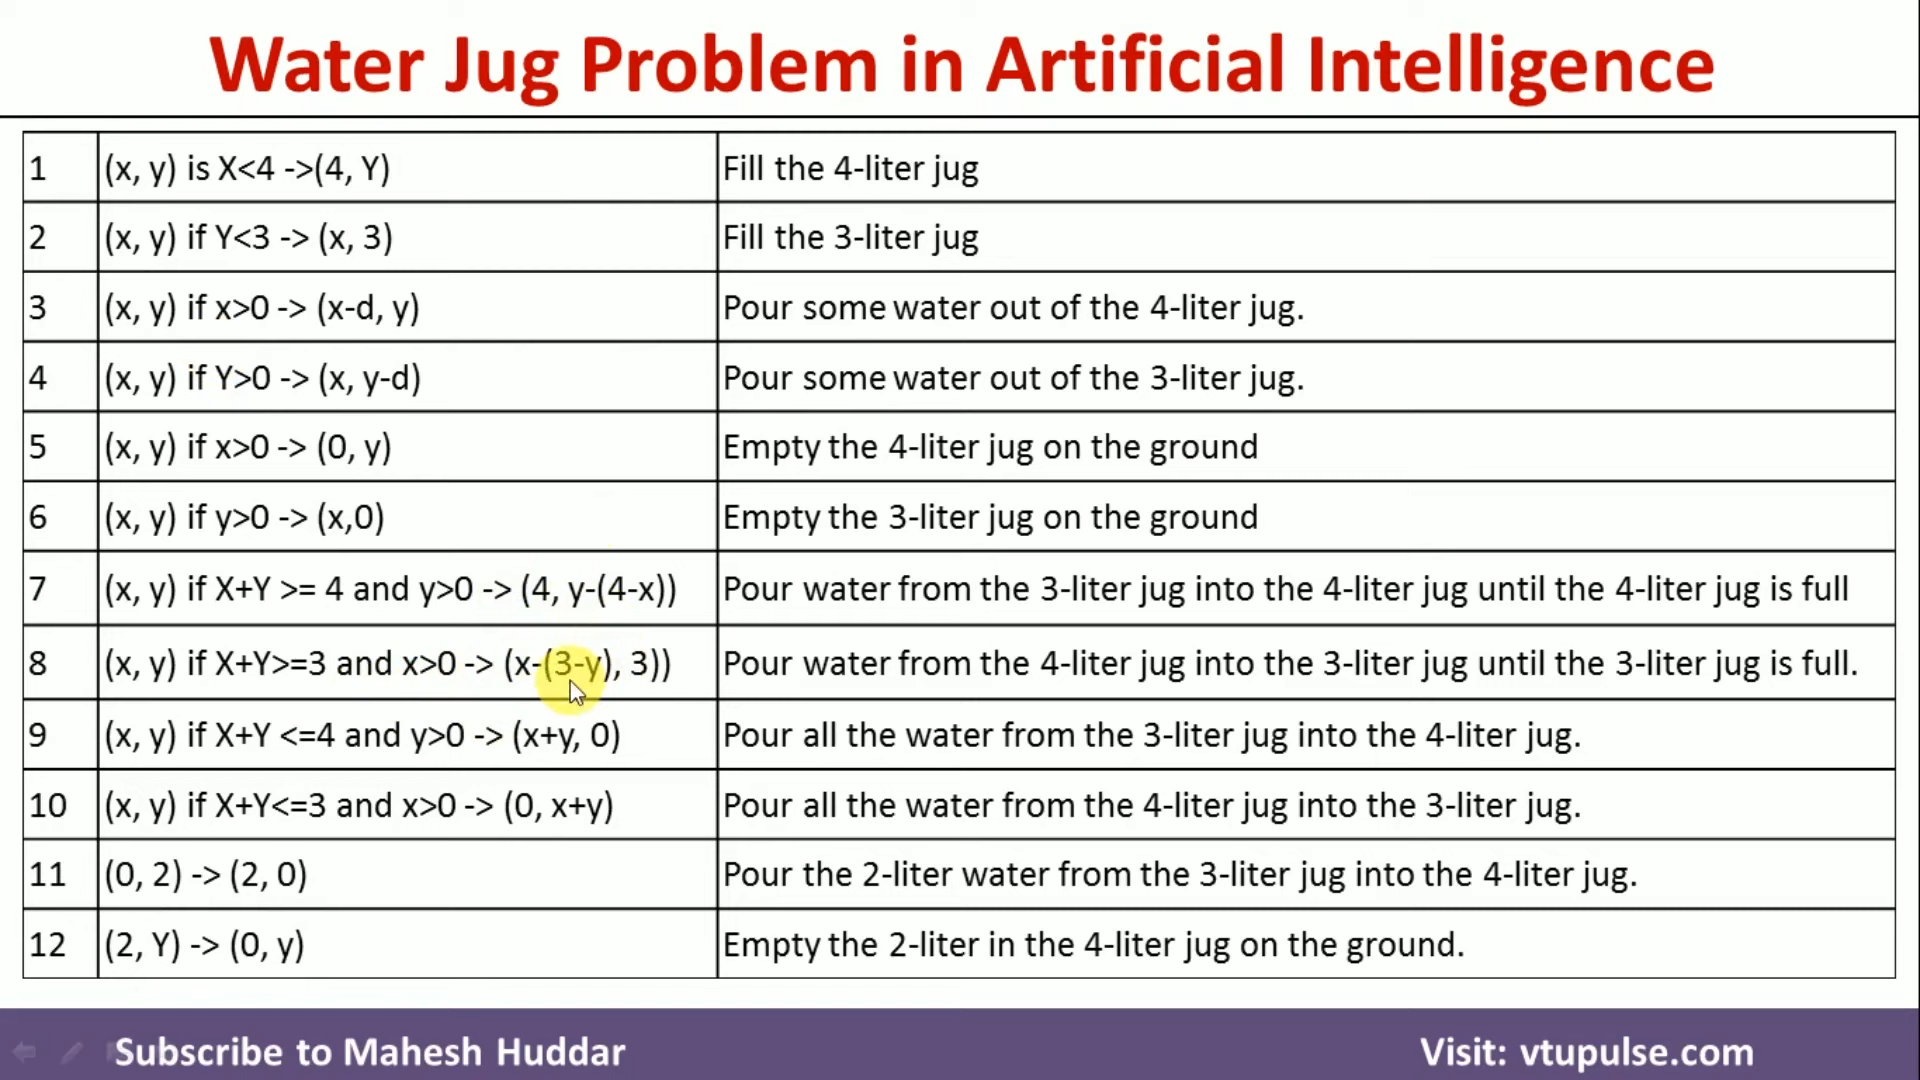 Water Jug Problem in Artificial Intelligence
1 (x, y) is X<4 ->(4, Y) Fill the 4-liter jug
2 (x, y) if Y<3 -> (x, 3) Fill the 3-liter jug
3 (x, y) if x>0 -> (x-d, y) Pour some water out of the 4-liter jug.
4 (x, y) if Y>0 -> (x, y-d) Pour some water out of the 3-liter jug.
5 (x, y) if x>0 -> (0, y) Empty the 4-liter jug on the ground
6 (x, y) if y>0 -> (x,0) Empty the 3-liter jug on the ground
7 (x, y) if X+Y >= 4 and y>0 -> (4, y-(4-x)) Pour water from the 3-liter jug into the 4-liter jug until the 4-liter jug is full
8 (x, y) if X+Y>=3 and x>0 -> (x-(3-y), 3)) Pour water from the 4-liter jug into the 3-liter jug until the 3-liter jug is full.
9 (x, y) if X+Y <=4 and y>0 -> (x+y, 0) Pour all the water from the 3-liter jug into the 4-liter jug.
10 (x, y) if X+Y<=3 and x>0 -> (0, x+y) Pour all the water from the 4-liter jug into the 3-liter jug.
11 (0, 2) -> (2, 0) Pour the 2-liter water from the 3-liter jug into the 4-liter jug.
12 (2, Y) -> (0, y) Empty the 2-liter in the 4-liter jug on the ground.
Subscribe to Mahesh Huddar Visit: vtupulse.com